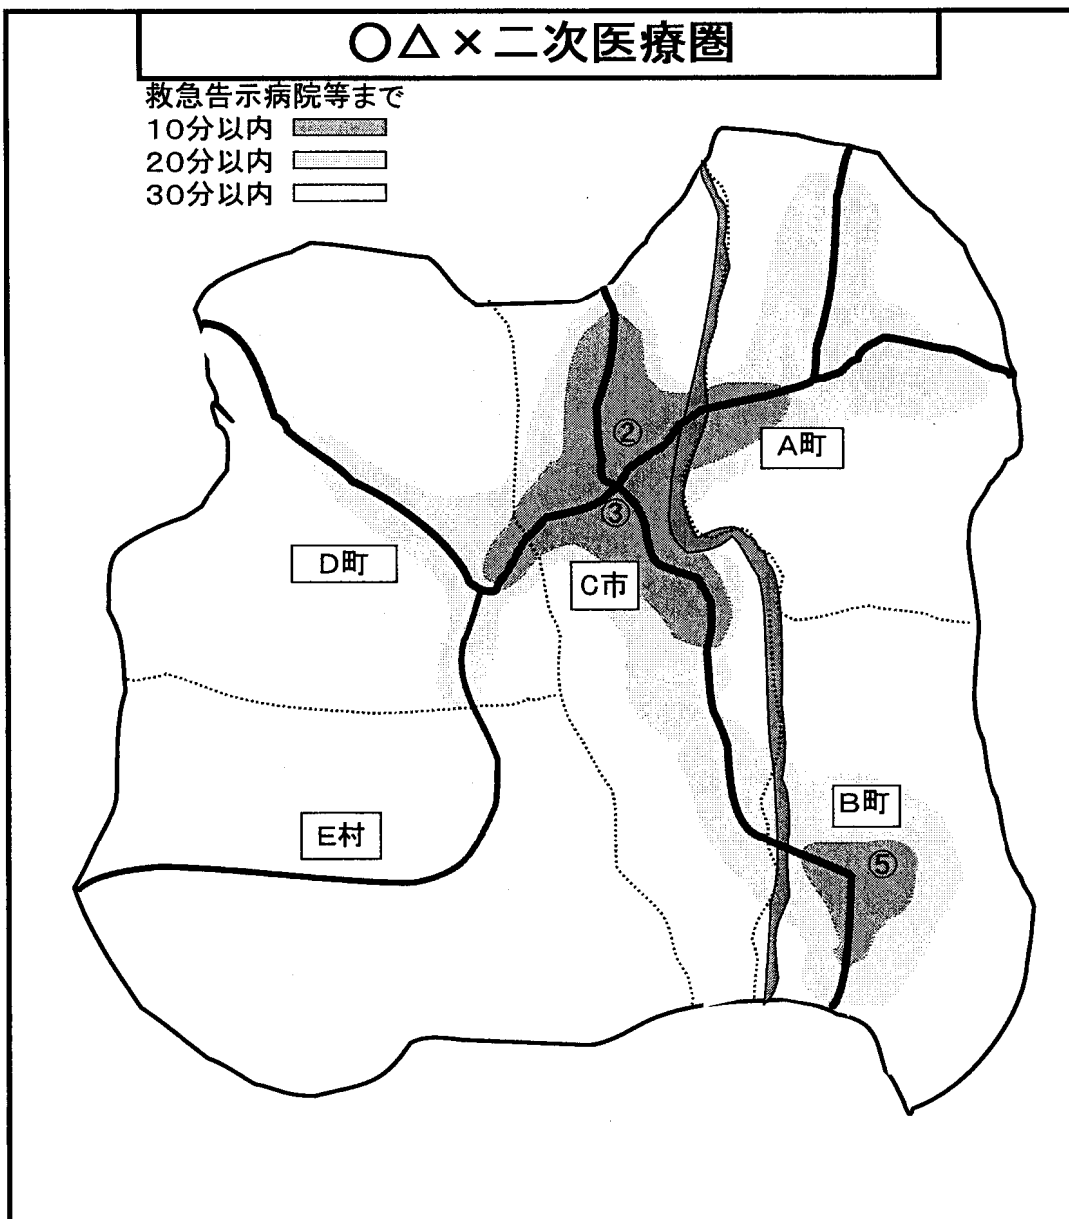 ○△×二次医療圏
救急告示病院等まで
10分以内
20分以内
30分以内
②
A町
③
D町
C市
B町
E村
⑤